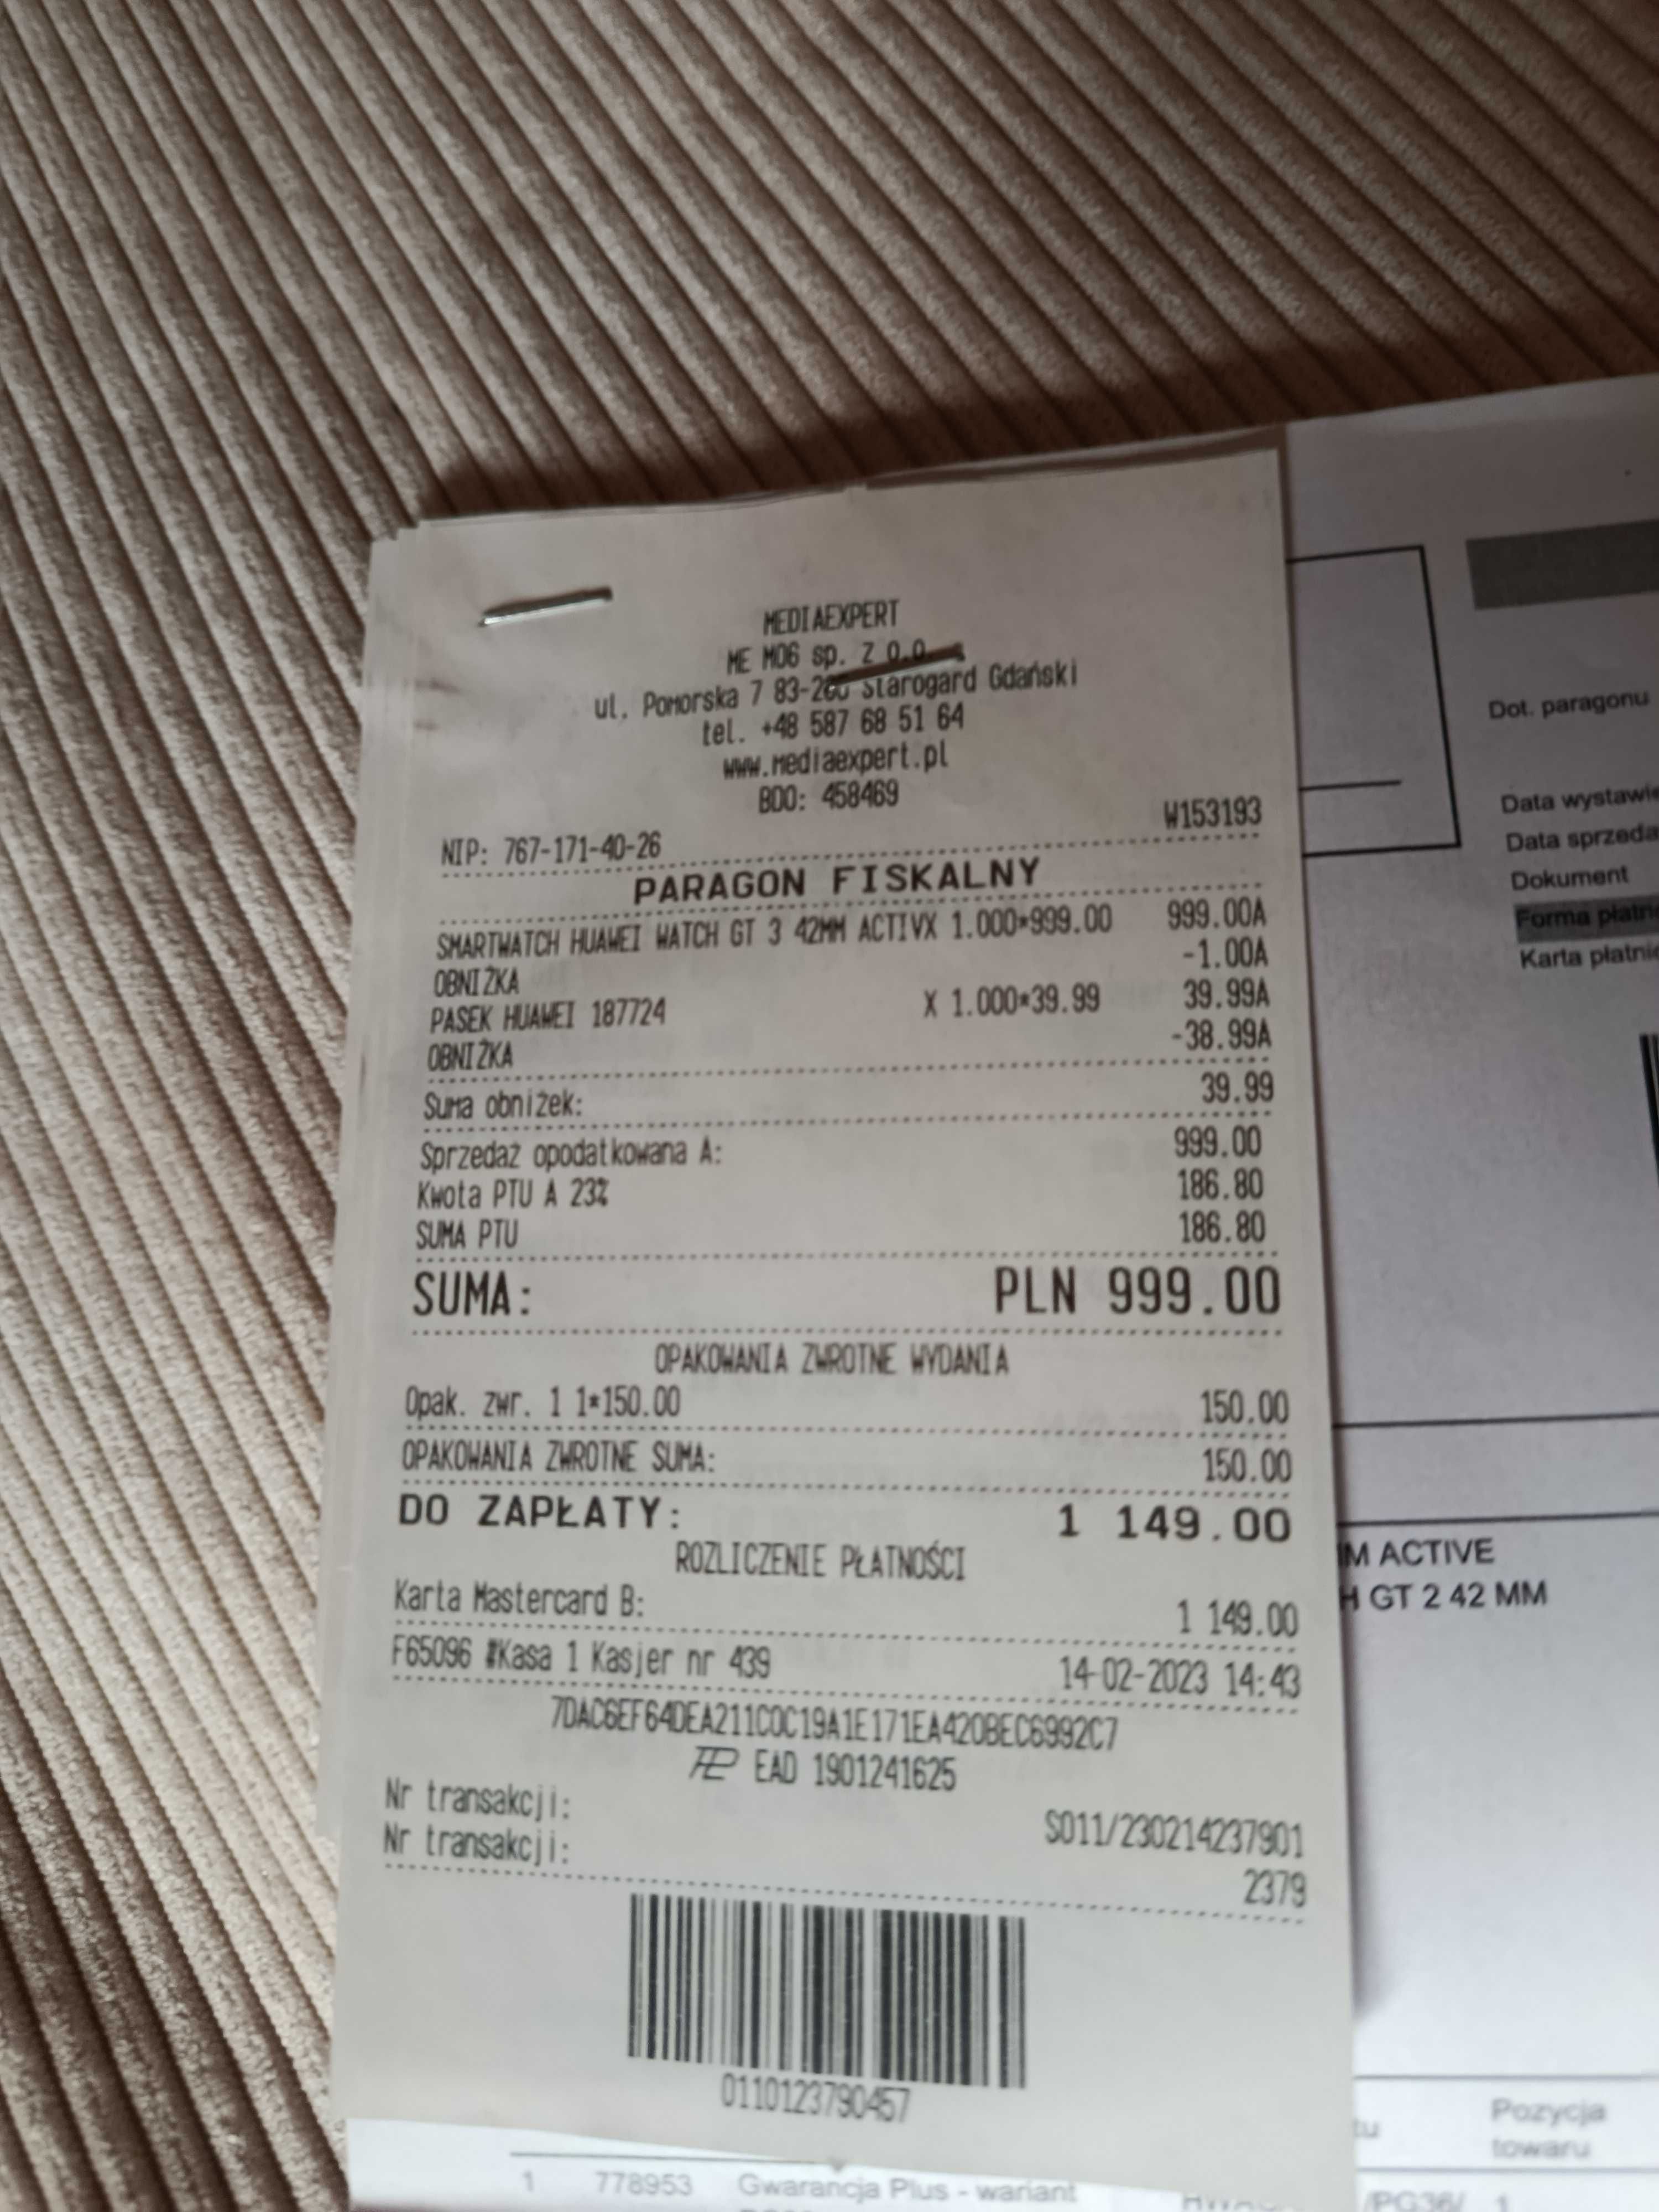 MEDIAEXPERT
ME M06 sp. z o.o.
ul. Pomorska 7 83-200 Starogard Gdański
tel. +48 587 68 51 64
www.mediaexpert.pl
BDO: 458469
NIP: 767-171-40-26 W153193
PARAGON FISKALNY
SMARTWATCH HUAWEI WATCH GT 3 42MM ACTIVX 1.000*999.00 999.00A
OBNIŻKA -1.00A
PASEK HUAWEI 187724 X 1.000*39.99 39.99A
OBNIŻKA -38.99A
Suma obniżek: 39.99
Sprzedaż opodatkowana A: 999.00
Kwota PTU A 23% 186.80
SUMA PTU 186.80
SUMA: PLN 999.00
OPAKOWANIA ZWROTNE WYDANIA
Opak. zwr. 1 1*150.00 150.00
OPAKOWANIA ZWROTNE SUMA: 150.00
DO ZAPŁATY: 1 149.00
ROZLICZENIE PŁATNOŚCI
Karta Mastercard B: 1 149.00
F65096 #Kasa 1 Kasjer nr 439 14-02-2023 14:43
7DAC6EF64DEA211C0C19A1E171EA420BEC6992C7
EAD 1901241625
Nr transakcji: S011/230214237901
Nr transakcji: 2379
0110123790457
Dot. paragonu
Data wystawie
Data sprzeda
Dokument
Forma płatno
Karta płatnic
M ACTIVE
H GT 2 42 MM
Pozycja
towaru
1 778953 Gwarancja Plus - wariant
/PG36/ 1